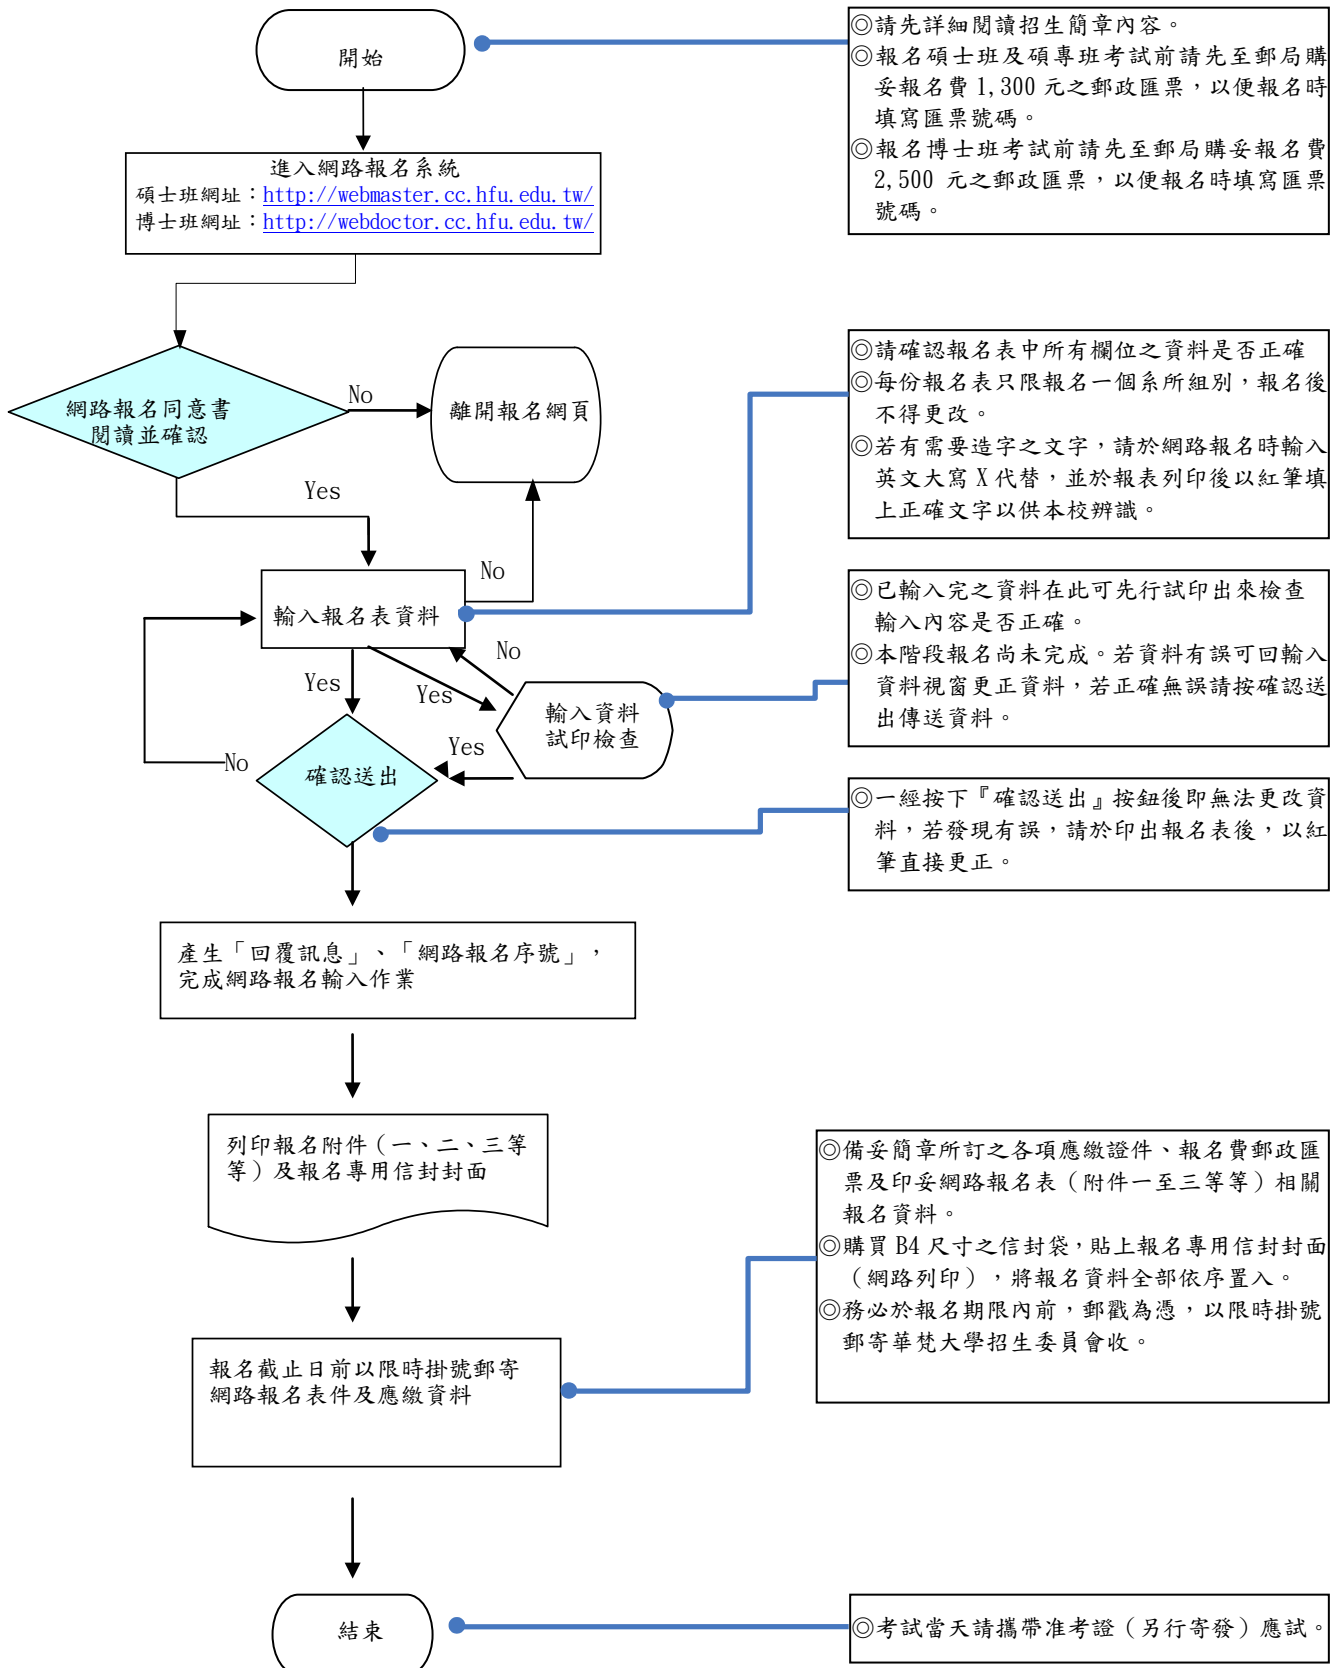 開始
◎請先詳細閱讀招生簡章內容。
◎報名碩士班及碩專班考試前請先至郵局購
妥報名費 1,300 元之郵政匯票，以便報名時
填寫匯票號碼。
◎報名博士班考試前請先至郵局購妥報名費
2,500 元之郵政匯票，以便報名時填寫匯票
號碼。
進入網路報名系統
碩士班網址：http://webmaster.cc.hfu.edu.tw/
博士班網址：http://webdoctor.cc.hfu.edu.tw/
網路報名同意書
閱讀並確認
No
離開報名網頁
Yes
◎請確認報名表中所有欄位之資料是否正確
◎每份報名表只限報名一個系所組別，報名後
不得更改。
◎若有需要造字之文字，請於網路報名時輸入
英文大寫 X 代替，並於報表列印後以紅筆填
上正確文字以供本校辨識。
No
輸入報名表資料
No
Yes
Yes
輸入資料
試印檢查
Yes
No
確認送出
◎已輸入完之資料在此可先行試印出來檢查
輸入內容是否正確。
◎本階段報名尚未完成。若資料有誤可回輸入
資料視窗更正資料，若正確無誤請按確認送
出傳送資料。
◎一經按下『確認送出』按鈕後即無法更改資
料，若發現有誤，請於印出報名表後，以紅
筆直接更正。
產生「回覆訊息」、「網路報名序號」，
完成網路報名輸入作業
列印報名附件（一、二、三等
等）及報名專用信封封面
◎備妥簡章所訂之各項應繳證件、報名費郵政匯
票及印妥網路報名表（附件一至三等等）相關
報名資料。
◎購買 B4 尺寸之信封袋，貼上報名專用信封封面
（網路列印），將報名資料全部依序置入。
◎務必於報名期限內前，郵戳為憑，以限時掛號
郵寄華梵大學招生委員會收。
報名截止日前以限時掛號郵寄
網路報名表件及應繳資料
結束
◎考試當天請攜帶准考證（另行寄發）應試。